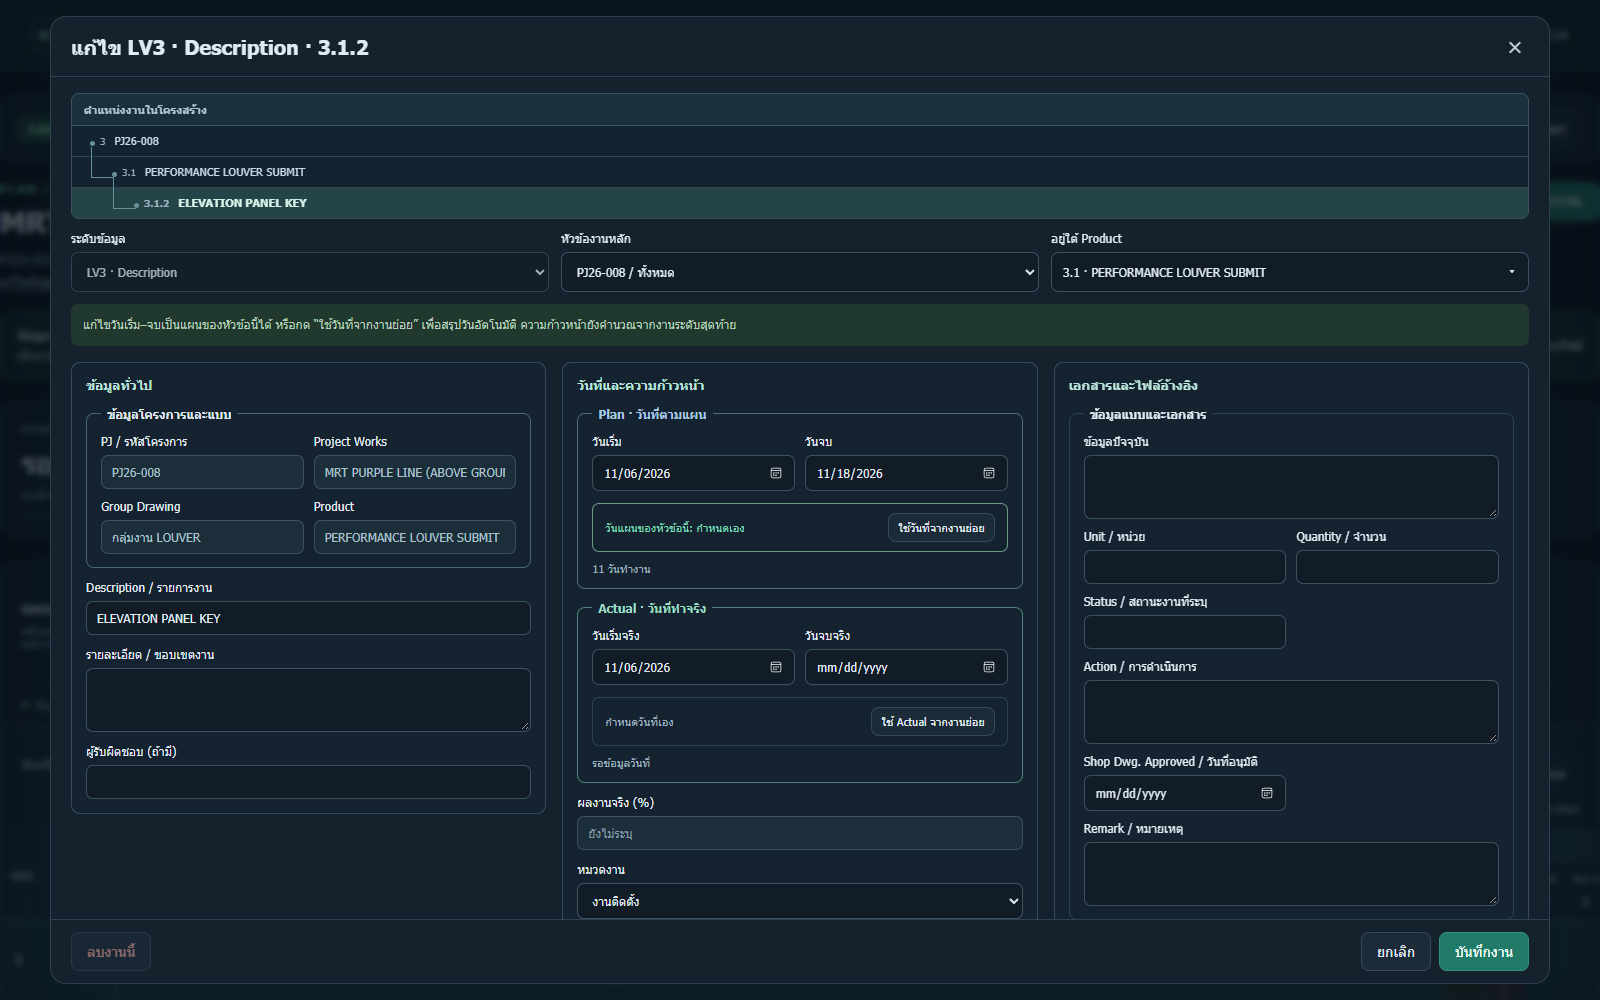 แก้ไข LV3 · Description · 3.1.2
ตำแหน่งงานในโครงสร้าง
3 PJ26-008
3.1 PERFORMANCE LOUVER SUBMIT
3.1.2 ELEVATION PANEL KEY
ระดับข้อมูล
LV3 · Description
หัวข้องานหลัก
PJ26-008 / ทั้งหมด
อยู่ใต้ Product
3.1 · PERFORMANCE LOUVER SUBMIT
แก้ไขวันเริ่ม–จบเป็นแผนของหัวข้อนี้ได้ หรือกด “ใช้วันที่จากงานย่อย” เพื่อสรุปวันอัตโนมัติ ความก้าวหน้ายังคำนวณจากงานระดับสุดท้าย
ข้อมูลทั่วไป
ข้อมูลโครงการและแบบ
PJ / รหัสโครงการ
PJ26-008
Project Works
MRT PURPLE LINE (ABOVE GROUI
Group Drawing
กลุ่มงาน LOUVER
Product
PERFORMANCE LOUVER SUBMIT
Description / รายการงาน
ELEVATION PANEL KEY
รายละเอียด / ขอบเขตงาน
ผู้รับผิดชอบ (ถ้ามี)
วันที่และความก้าวหน้า
Plan · วันที่ตามแผน
วันเริ่ม
11/06/2026
วันจบ
11/18/2026
วันแผนของหัวข้อนี้: กำหนดเอง
ใช้วันที่จากงานย่อย
11 วันทำงาน
Actual · วันที่ทำจริง
วันเริ่มจริง
11/06/2026
วันจบจริง
mm/dd/yyyy
กำหนดวันที่เอง
ใช้ Actual จากงานย่อย
รอข้อมูลวันที่
ผลงานจริง (%)
ยังไม่ระบุ
หมวดงาน
งานติดตั้ง
เอกสารและไฟล์อ้างอิง
ข้อมูลแบบและเอกสาร
ข้อมูลปัจจุบัน
Unit / หน่วย
Quantity / จำนวน
Status / สถานะงานที่ระบุ
Action / การดำเนินการ
Shop Dwg. Approved / วันที่อนุมัติ
mm/dd/yyyy
Remark / หมายเหตุ
ลบงานนี้
ยกเลิก
บันทึกงาน